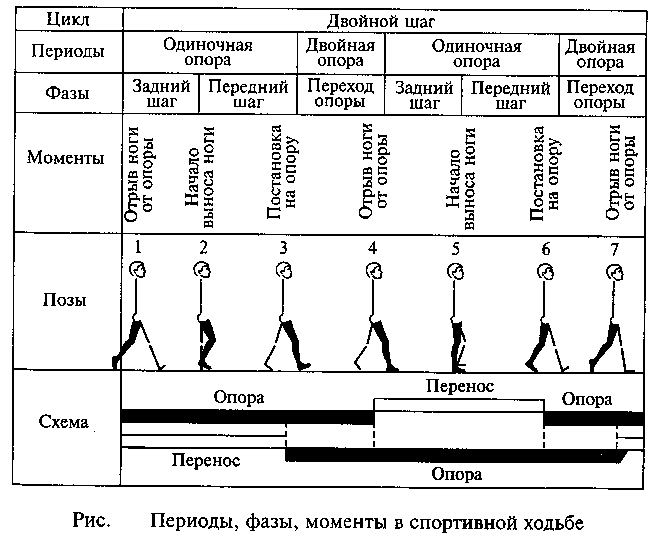 Цикл
Двойной шаг
Периоды
Одиночная
опора
Двойная
опора
Одиночная
опора
Двойная
опора
Фазы
Задний
шаг
Передний
шаг
Переход
опоры
Задний
шаг
Передний
шаг
Переход
опоры
Моменты
Отрыв ноги
от опоры
Начало
выноса ноги
Постановка
на опору
Отрыв ноги
от опоры
Начало
выноса ноги
Постановка
на опору
Отрыв ноги
от опоры
Позы
1 2 3 4 5 6 7
Схема
Опора
Перенос
Опора
Перенос
Опора
Рис. Периоды, фазы, моменты в спортивной ходьбе